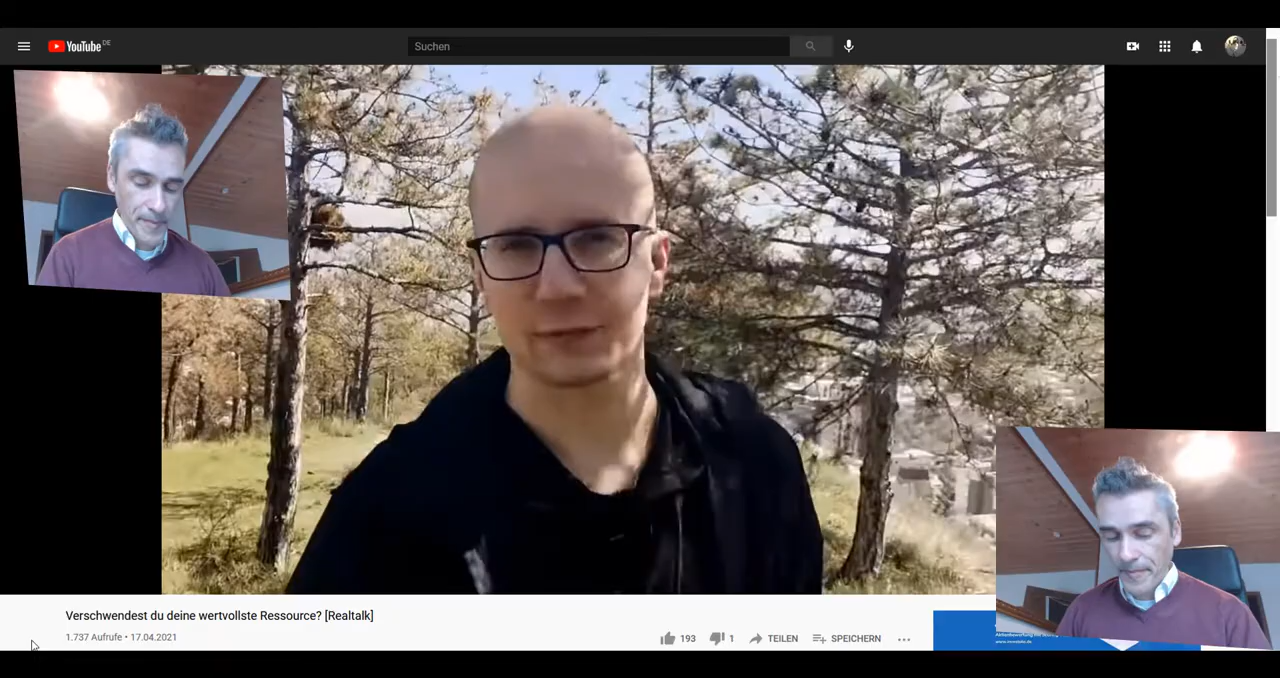 YouTube DE
Suchen
Verschwendest du deine wertvollste Ressource? [Realtalk]
1.737 Aufrufe • 17.04.2021
193
1
TEILEN
SPEICHERN